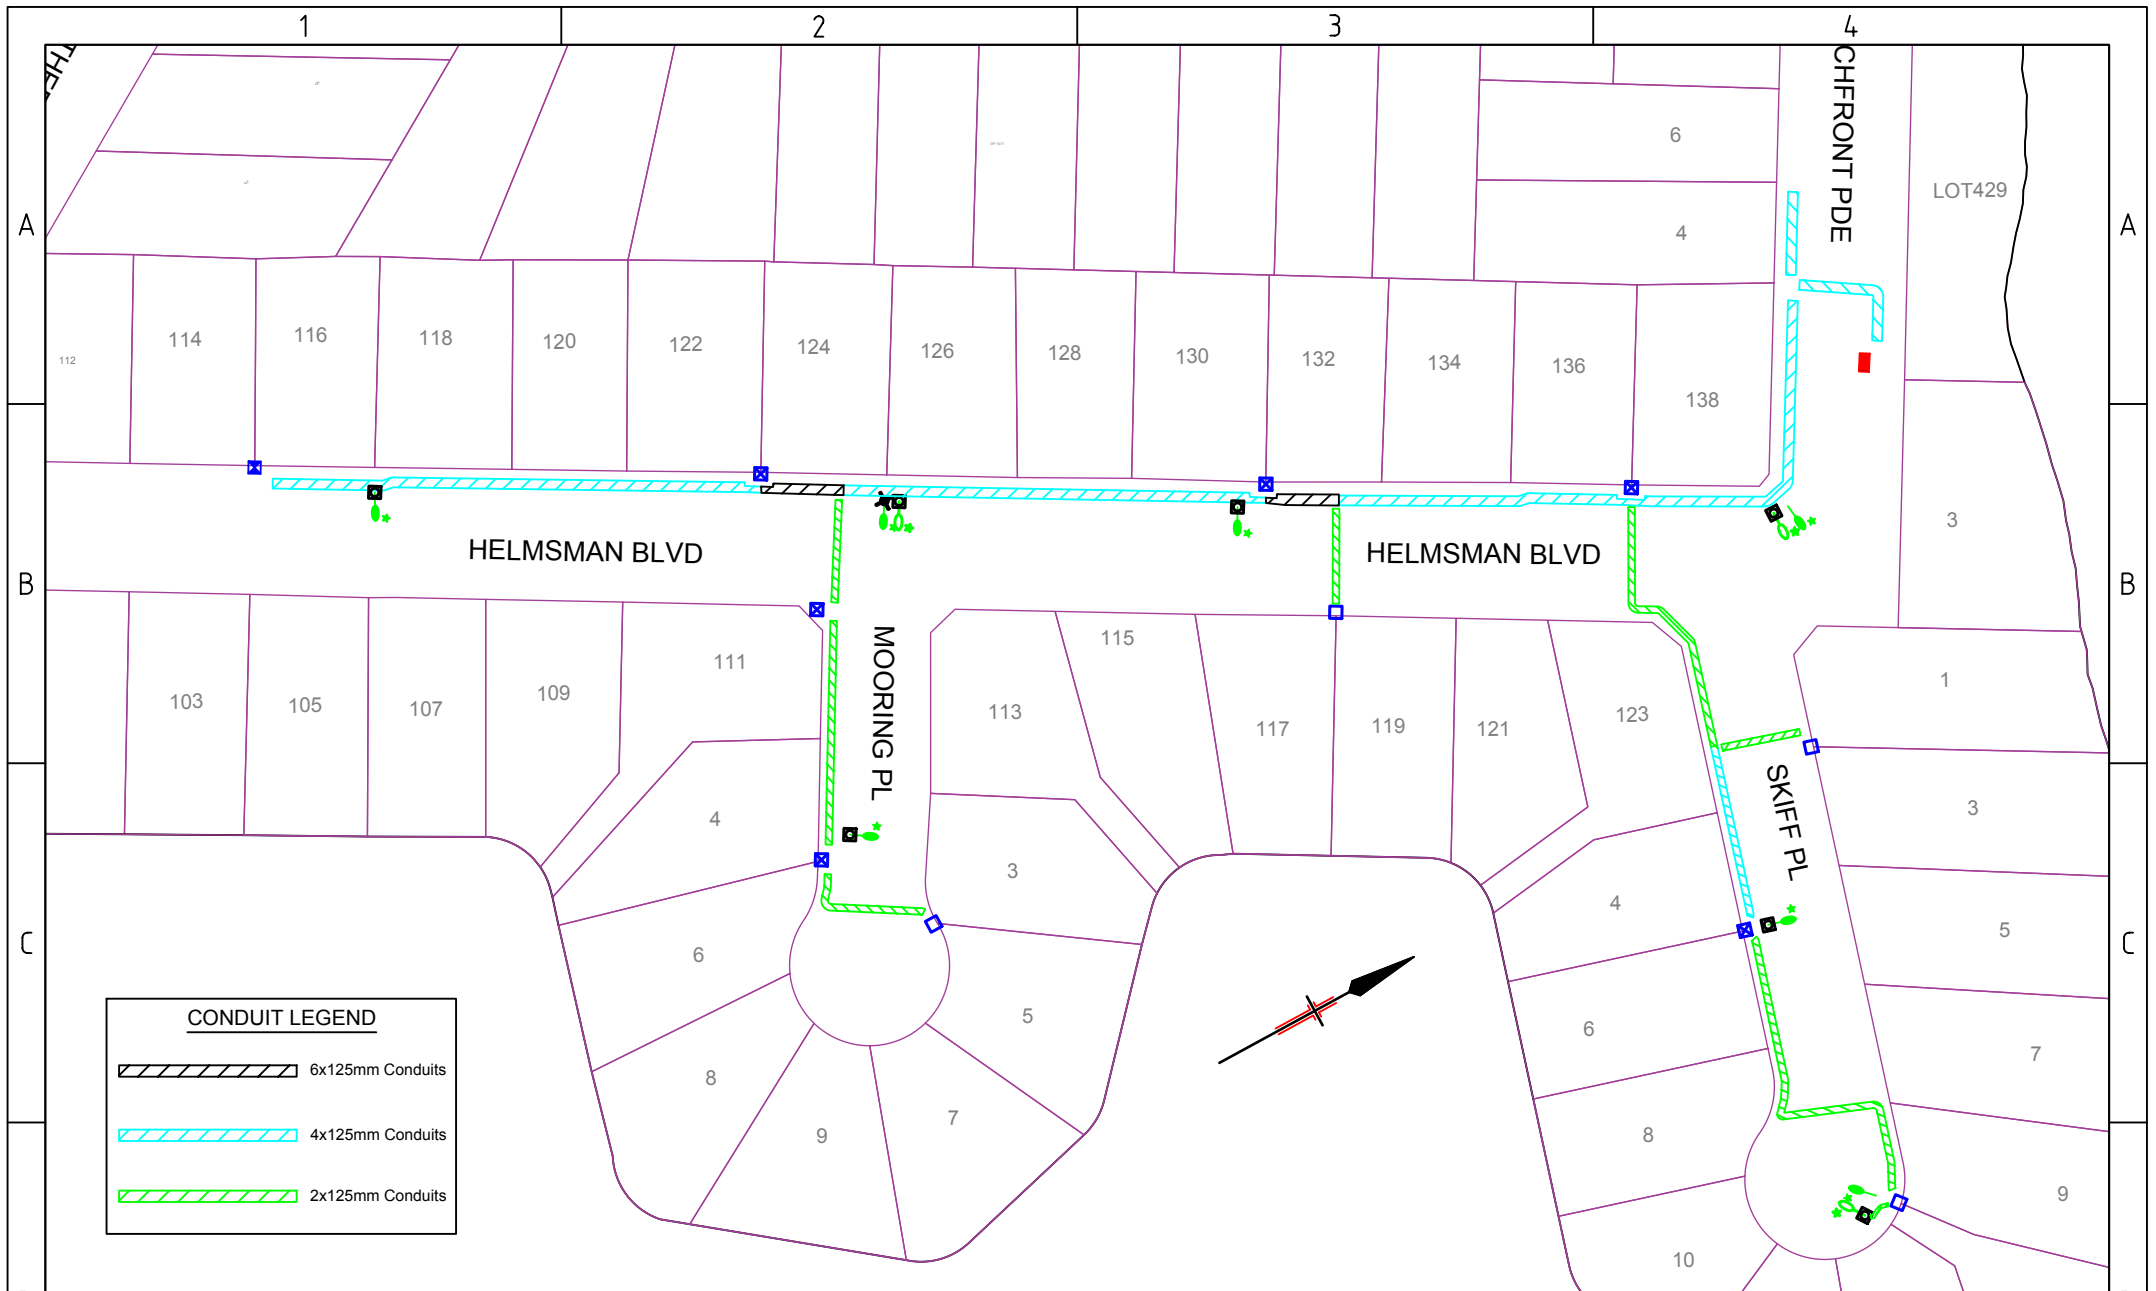 1 2 3 4
CHFRONT PDE
6
LOT429
A 4 A
112 114 116 118 120 122 124 126 128 130 132 134 136 138
3
HELMSMAN BLVD HELMSMAN BLVD
B B
103 105 107 109 111 113 115 117 119 121 123 1
MOORING PL
SKIFF PL
4 3 4 3
6 5 6 5
C C
8 9 7 8 7
10 9
CONDUIT LEGEND
6x125mm Conduits
4x125mm Conduits
2x125mm Conduits